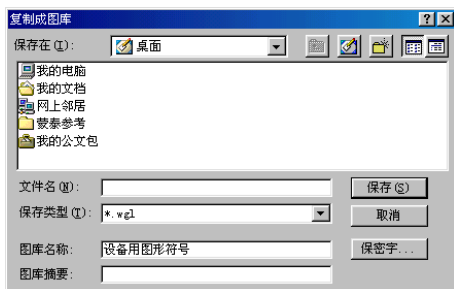 复制成图库
保存在(I): 桌面
我的电脑
我的文档
网上邻居
蒙泰参考
我的公文包
文件名(N): 保存(S)
保存类型(T): *.wgl 取消
图库名称: 设备用图形符号 保密字...
图库摘要: